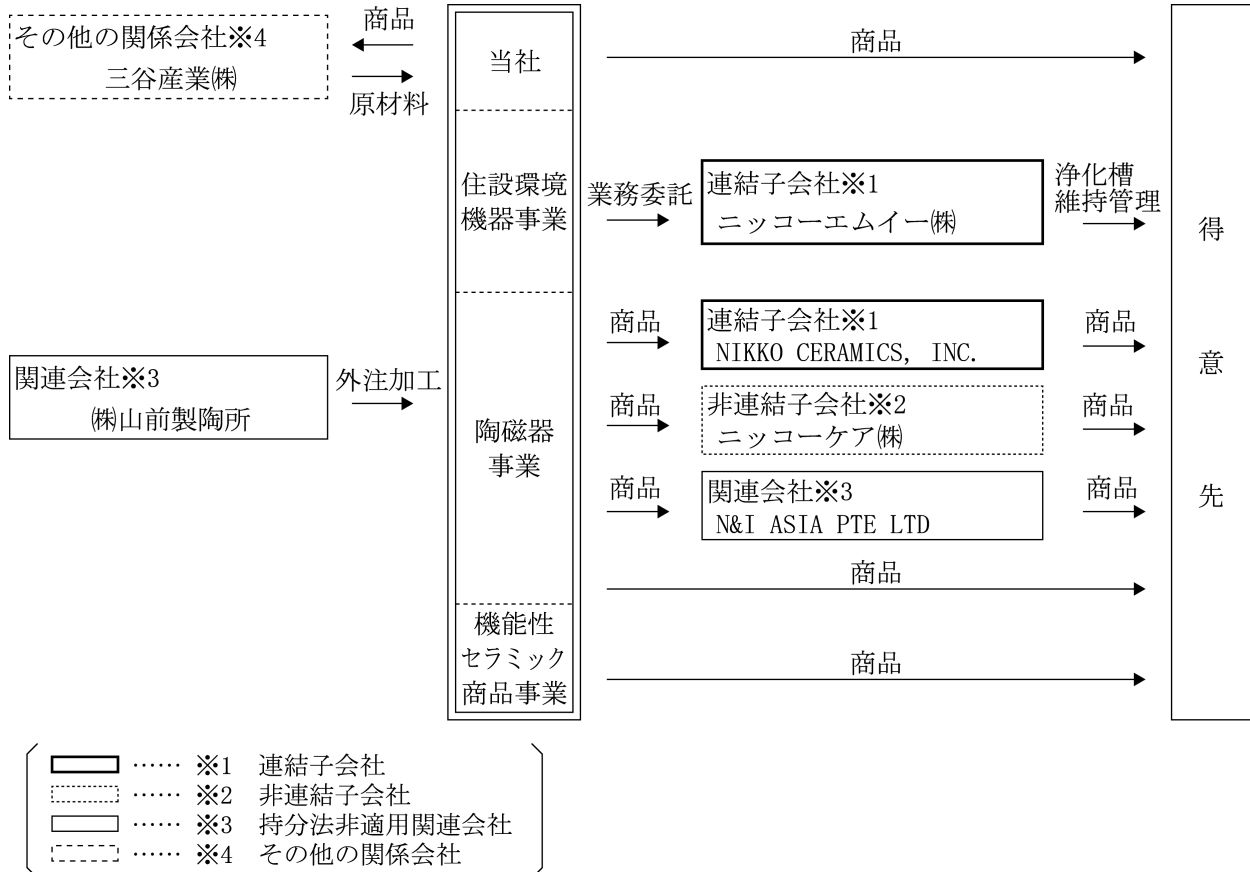 その他の関係会社※4
三谷産業㈱
商品
原材料
当社
商品
住設環境
機器事業
業務委託
連結子会社※1
ニッコーエムイー㈱
浄化槽
維持管理
得意先
商品
連結子会社※1
NIKKO CERAMICS, INC.
商品
関連会社※3
㈱山前製陶所
外注加工
陶磁器
事業
商品
非連結子会社※2
ニッコーケア㈱
商品
商品
関連会社※3
N&I ASIA PTE LTD
商品
商品
機能性
セラミック
商品事業
商品
…… ※1 連結子会社
…… ※2 非連結子会社
…… ※3 持分法非適用関連会社
…… ※4 その他の関係会社